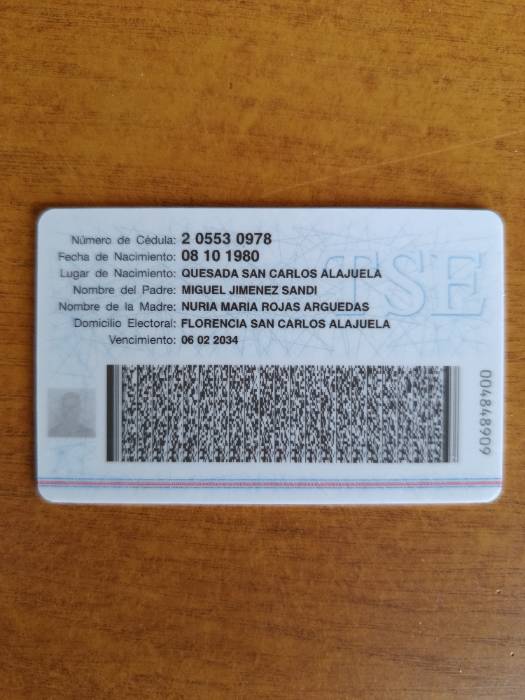 Número de Cédula: 2 0553 0978
Fecha de Nacimiento: 08 10 1980
Lugar de Nacimiento: QUESADA SAN CARLOS ALAJUELA
Nombre del Padre: MIGUEL JIMENEZ SANDI
Nombre de la Madre: NURIA MARIA ROJAS ARGUEDAS
Domicilio Electoral: FLORENCIA SAN CARLOS ALAJUELA
Vencimiento: 06 02 2034
TSE
004848909